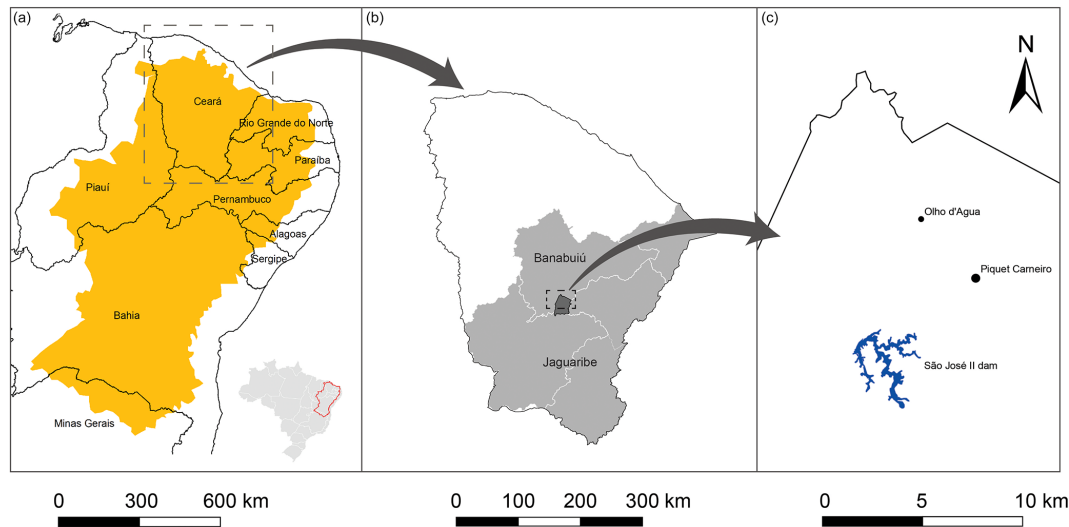 (a)
Ceará
Rio Grande do Norte
Paraíba
Piauí
Pernambuco
Alagoas
Sergipe
Bahia
Minas Gerais
0 300 600 km
(b)
Banabuiú
Jaguaribe
0 100 200 300 km
(c)
N
Olho d'Agua
Piquet Carneiro
São José II dam
0 5 10 km